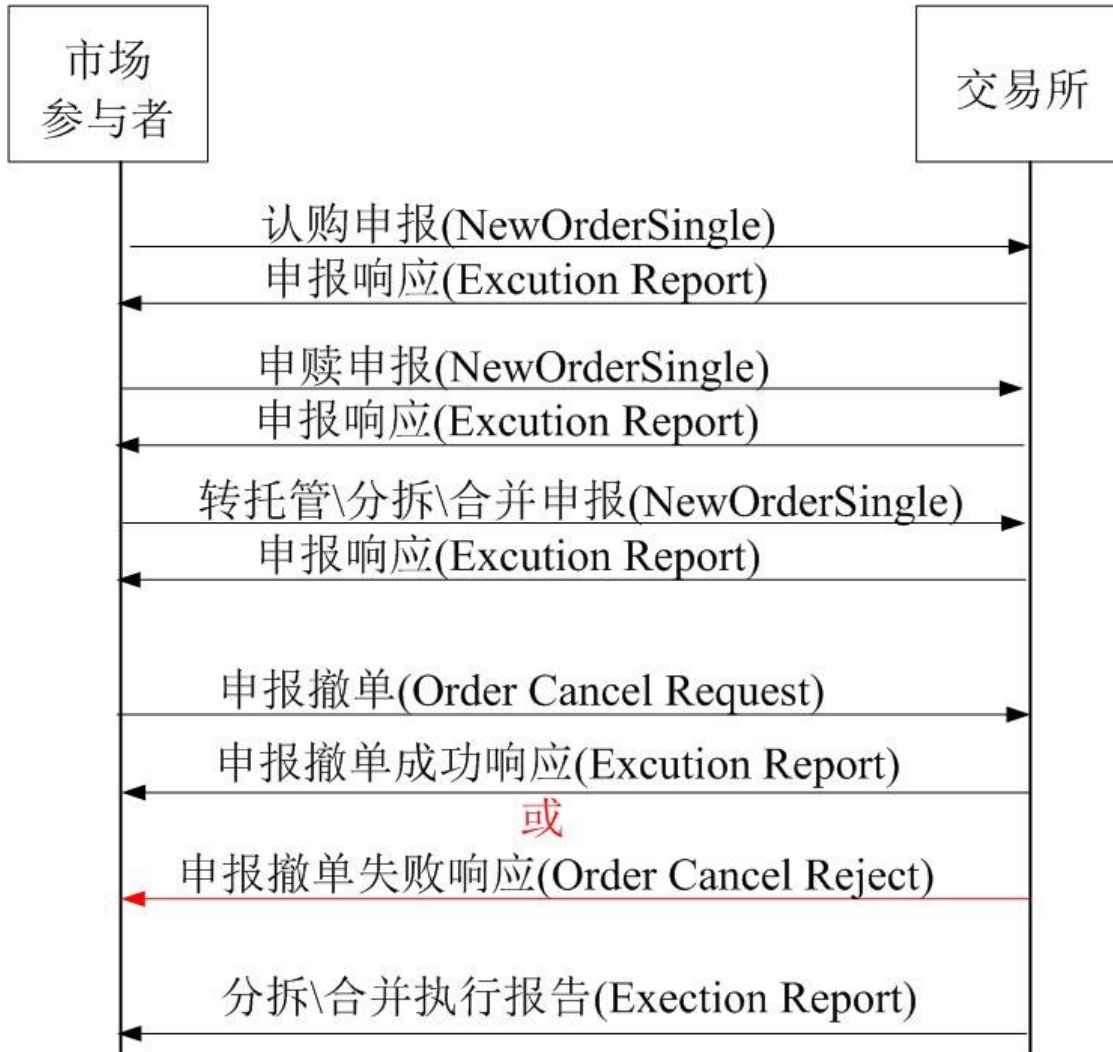 市场
参与者
交易所
认购申报(NewOrderSingle)
申报响应(Excution Report)
申赎申报(NewOrderSingle)
申报响应(Excution Report)
转托管\分拆\合并申报(NewOrderSingle)
申报响应(Excution Report)
申报撤单(Order Cancel Request)
申报撤单成功响应(Excution Report)
或
申报撤单失败响应(Order Cancel Reject)
分拆\合并执行报告(Exection Report)